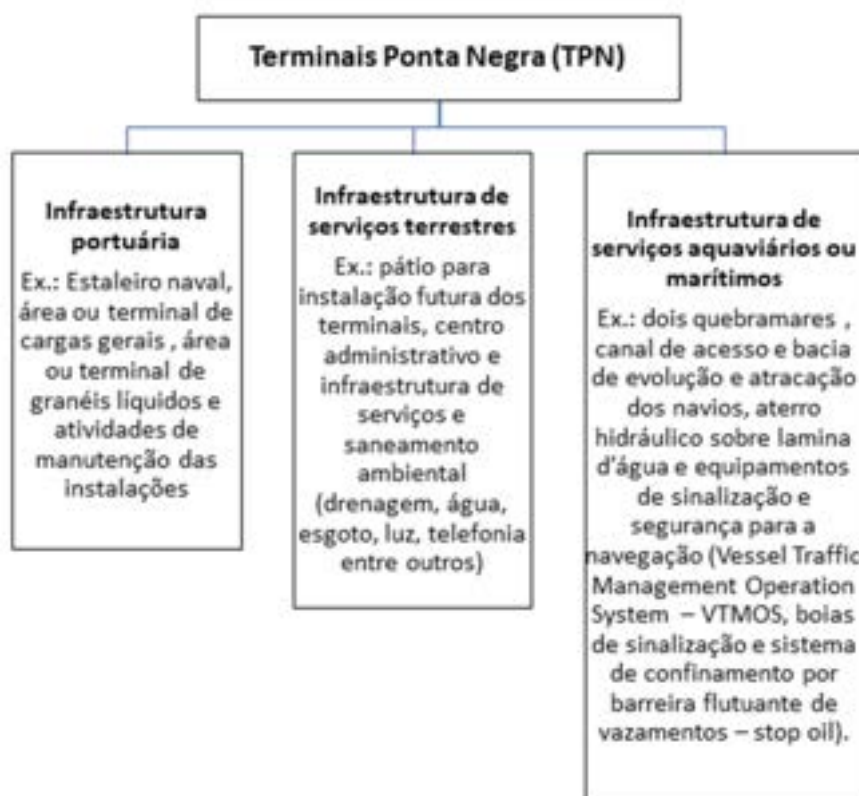 Terminais Ponta Negra (TPN)
Infraestrutura
portuária
Ex.: Estaleiro naval,
área ou terminal de
cargas gerais , área
ou terminal de
granéis líquidos e
atividades de
manutenção das
instalações
Infraestrutura de
serviços terrestres
Ex.: pátio para
instalação futura dos
terminais, centro
administrativo e
infraestrutura de
serviços e
saneamento
ambiental
(drenagem, água,
esgoto, luz, telefonia
entre outros)
Infraestrutura de
serviços aquaviários ou
marítimos
Ex.: dois quebramares ,
canal de acesso e bacia
de evolução e atracação
dos navios, aterro
hidráulico sobre lamina
d'água e equipamentos
de sinalização e
segurança para a
navegação (Vessel Traffic
Management Operation
System – VTMOS, boias
de sinalização e sistema
de confinamento por
barreira flutuante de
vazamentos – stop oil).